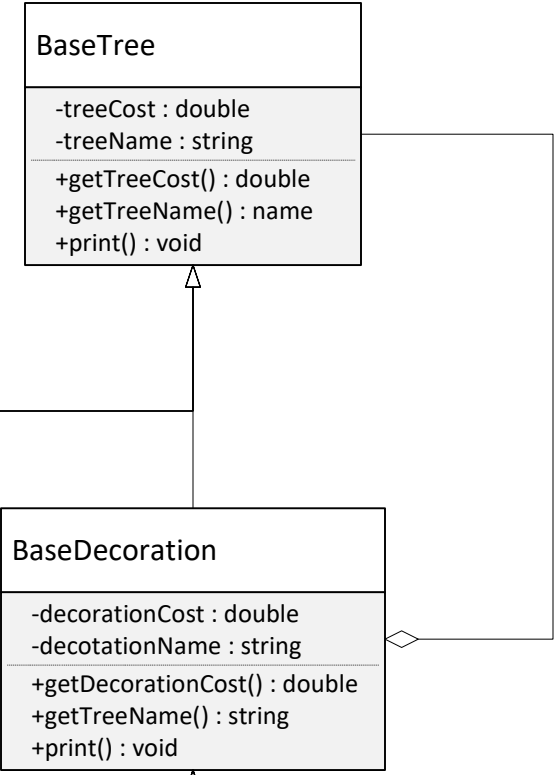 BaseTree
-treeCost : double
-treeName : string
+getTreeCost() : double
+getTreeName() : name
+print() : void
BaseDecoration
-decorationCost : double
-decotationName : string
+getDecorationCost() : double
+getTreeName() : string
+print() : void